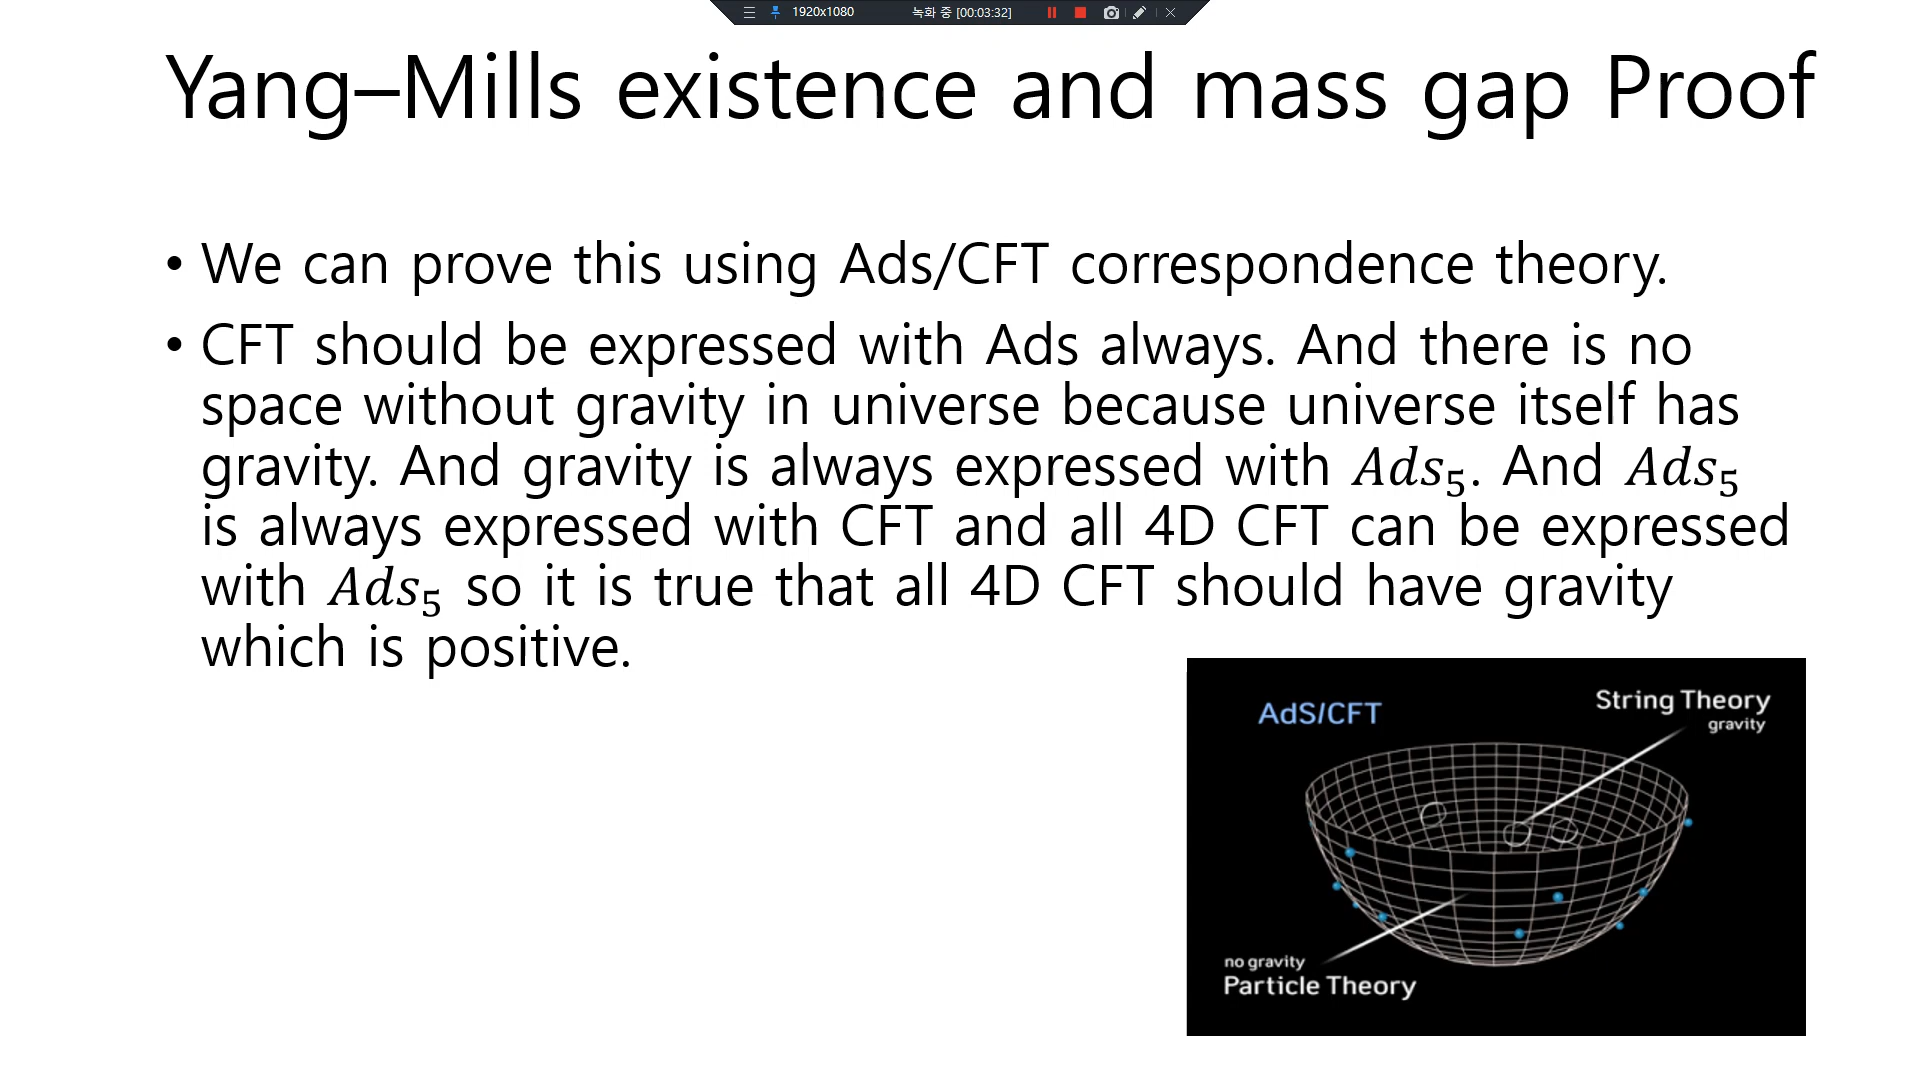 1920x1080 녹화 중 [00:03:32]
Yang–Mills existence and mass gap Proof
• We can prove this using Ads/CFT correspondence theory.
• CFT should be expressed with Ads always. And there is no
space without gravity in universe because universe itself has
gravity. And gravity is always expressed with Ads₅. And Ads₅
is always expressed with CFT and all 4D CFT can be expressed
with Ads₅ so it is true that all 4D CFT should have gravity
which is positive.
AdS/CFT
String Theory
gravity
no gravity
Particle Theory